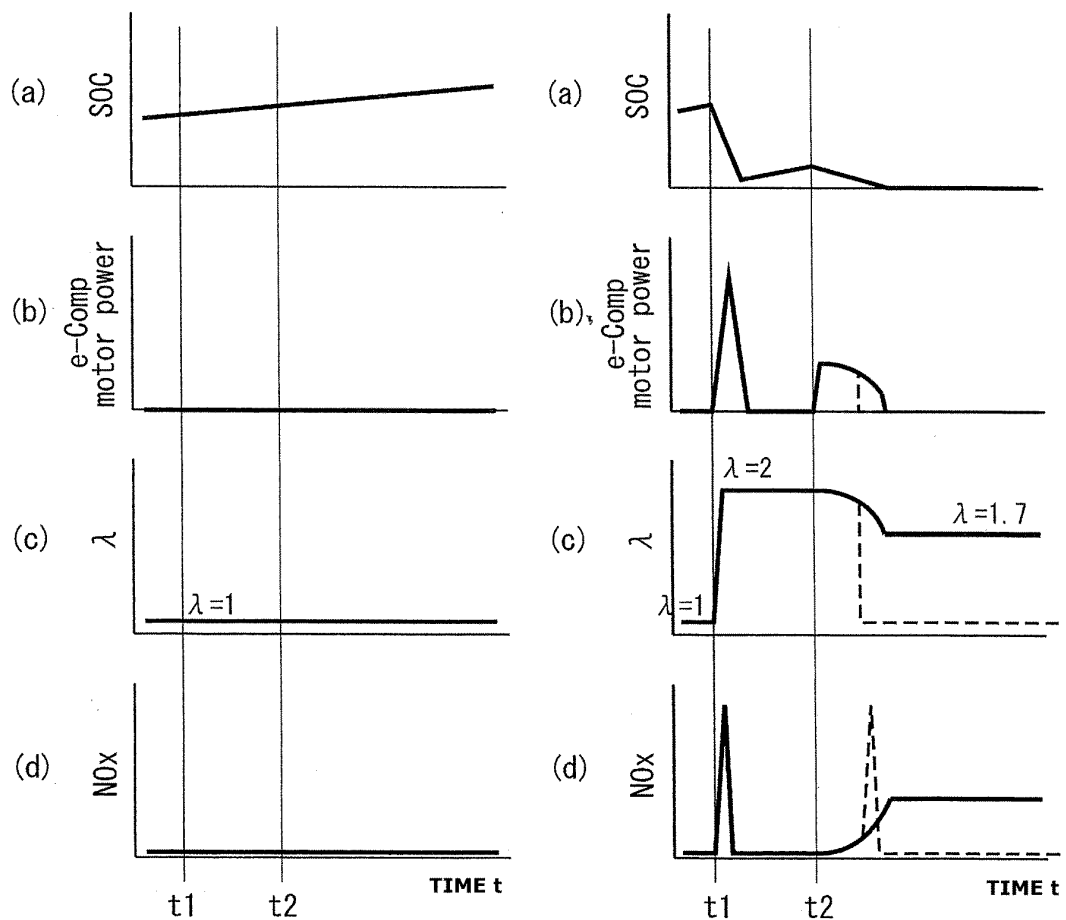 (a)
SOC
(b)
e-Comp
motor power
(c)
λ
λ=1
(d)
NOx
TIME t
t1
t2
(a)
SOC
(b)
e-Comp
motor power
(c)
λ
λ=2
λ=1.7
λ=1
(d)
NOx
TIME t
t1
t2